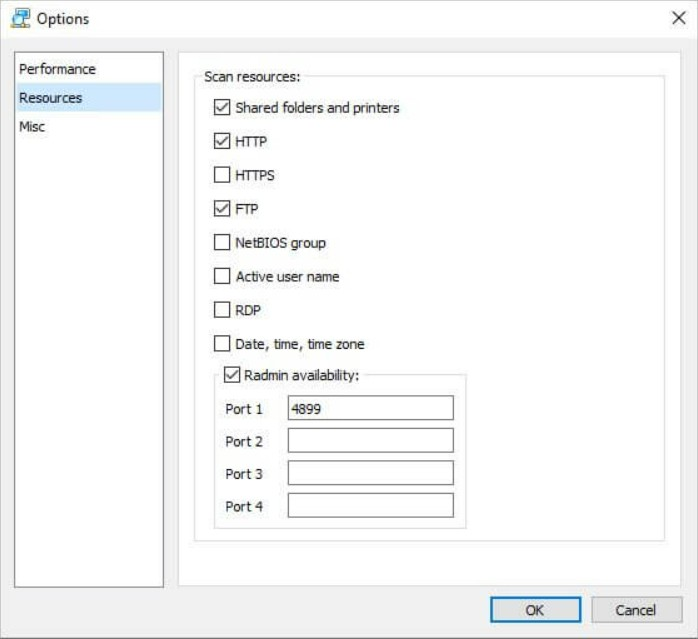 Options
Performance
Resources
Misc
Scan resources:
Shared folders and printers
HTTP
HTTPS
FTP
NetBIOS group
Active user name
RDP
Date, time, time zone
Radmin availability:
Port 1 4899
Port 2
Port 3
Port 4
OK Cancel